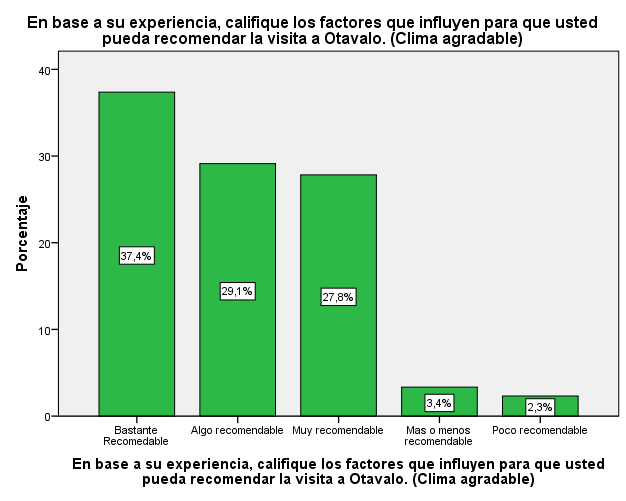 En base a su experiencia, califique los factores que influyen para que usted
pueda recomendar la visita a Otavalo. (Clima agradable)
Porcentaje
40
30
20
10
0
37,4%
29,1%
27,8%
3,4%
2,3%
Bastante
Recomedable
Algo recomendable
Muy recomendable
Mas o menos
recomendable
Poco recomendable
En base a su experiencia, califique los factores que influyen para que usted
pueda recomendar la visita a Otavalo. (Clima agradable)